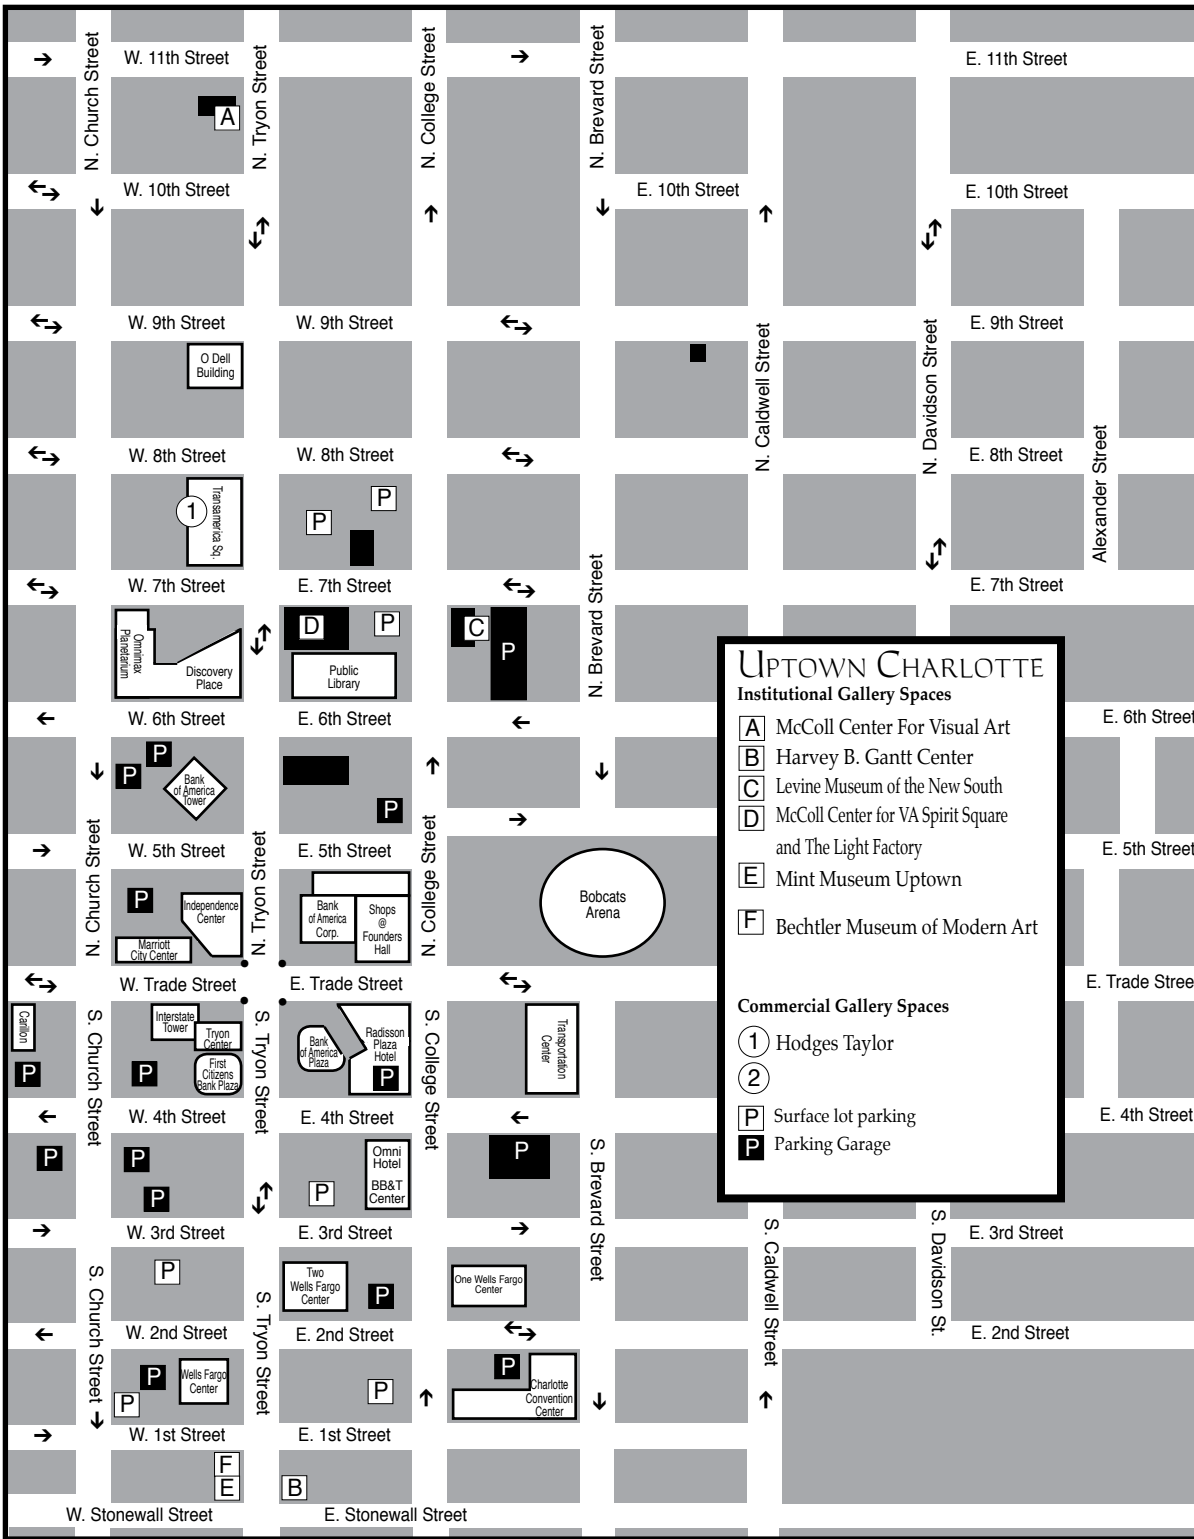 W. 11th Street
E. 11th Street
N. Church Street
N. Tryon Street
N. College Street
N. Brevard Street
A
W. 10th Street
E. 10th Street
E. 10th Street
W. 9th Street
W. 9th Street
E. 9th Street
O Dell
Building
N. Caldwell Street
N. Davidson Street
Alexander Street
W. 8th Street
W. 8th Street
E. 8th Street
1
Transamerica Sq.
P
P
W. 7th Street
E. 7th Street
E. 7th Street
N. Brevard Street
Omnimax
Planetarium
Discovery
Place
D
P
Public
Library
C
P
W. 6th Street
E. 6th Street
E. 6th Street
P
P
Bank
of America
Tower
P
N. Church Street
N. Tryon Street
N. College Street
W. 5th Street
E. 5th Street
E. 5th Street
P
Independence
Center
Marriott
City Center
Bank
of America
Corp.
Shops
@
Founders
Hall
Bobcats
Arena
W. Trade Street
E. Trade Street
E. Trade Stree
Carillon
P
S. Church Street
Interstate
Tower
Tryon
Center
First
Citizens
Bank Plaza
P
S. Tryon Street
Bank
of America
Plaza
Radisson
Plaza
Hotel
P
S. College Street
Transportation
Center
W. 4th Street
E. 4th Street
E. 4th Street
P
P
P
P
Omni
Hotel
BB&T
Center
P
S. Brevard Street
W. 3rd Street
E. 3rd Street
E. 3rd Street
S. Caldwell Street
S. Davidson St.
S. Church Street
P
S. Tryon Street
Two
Wells Fargo
Center
P
One Wells Fargo
Center
W. 2nd Street
E. 2nd Street
E. 2nd Street
P
P
Wells Fargo
Center
P
P
Charlotte
Convention
Center
W. 1st Street
E. 1st Street
F
E
B
W. Stonewall Street
E. Stonewall Street
UPTOWN CHARLOTTE
Institutional Gallery Spaces
A McColl Center For Visual Art
B Harvey B. Gantt Center
C Levine Museum of the New South
D McColl Center for VA Spirit Square
and The Light Factory
E Mint Museum Uptown
F Bechtler Museum of Modern Art
Commercial Gallery Spaces
1 Hodges Taylor
2
P Surface lot parking
P Parking Garage